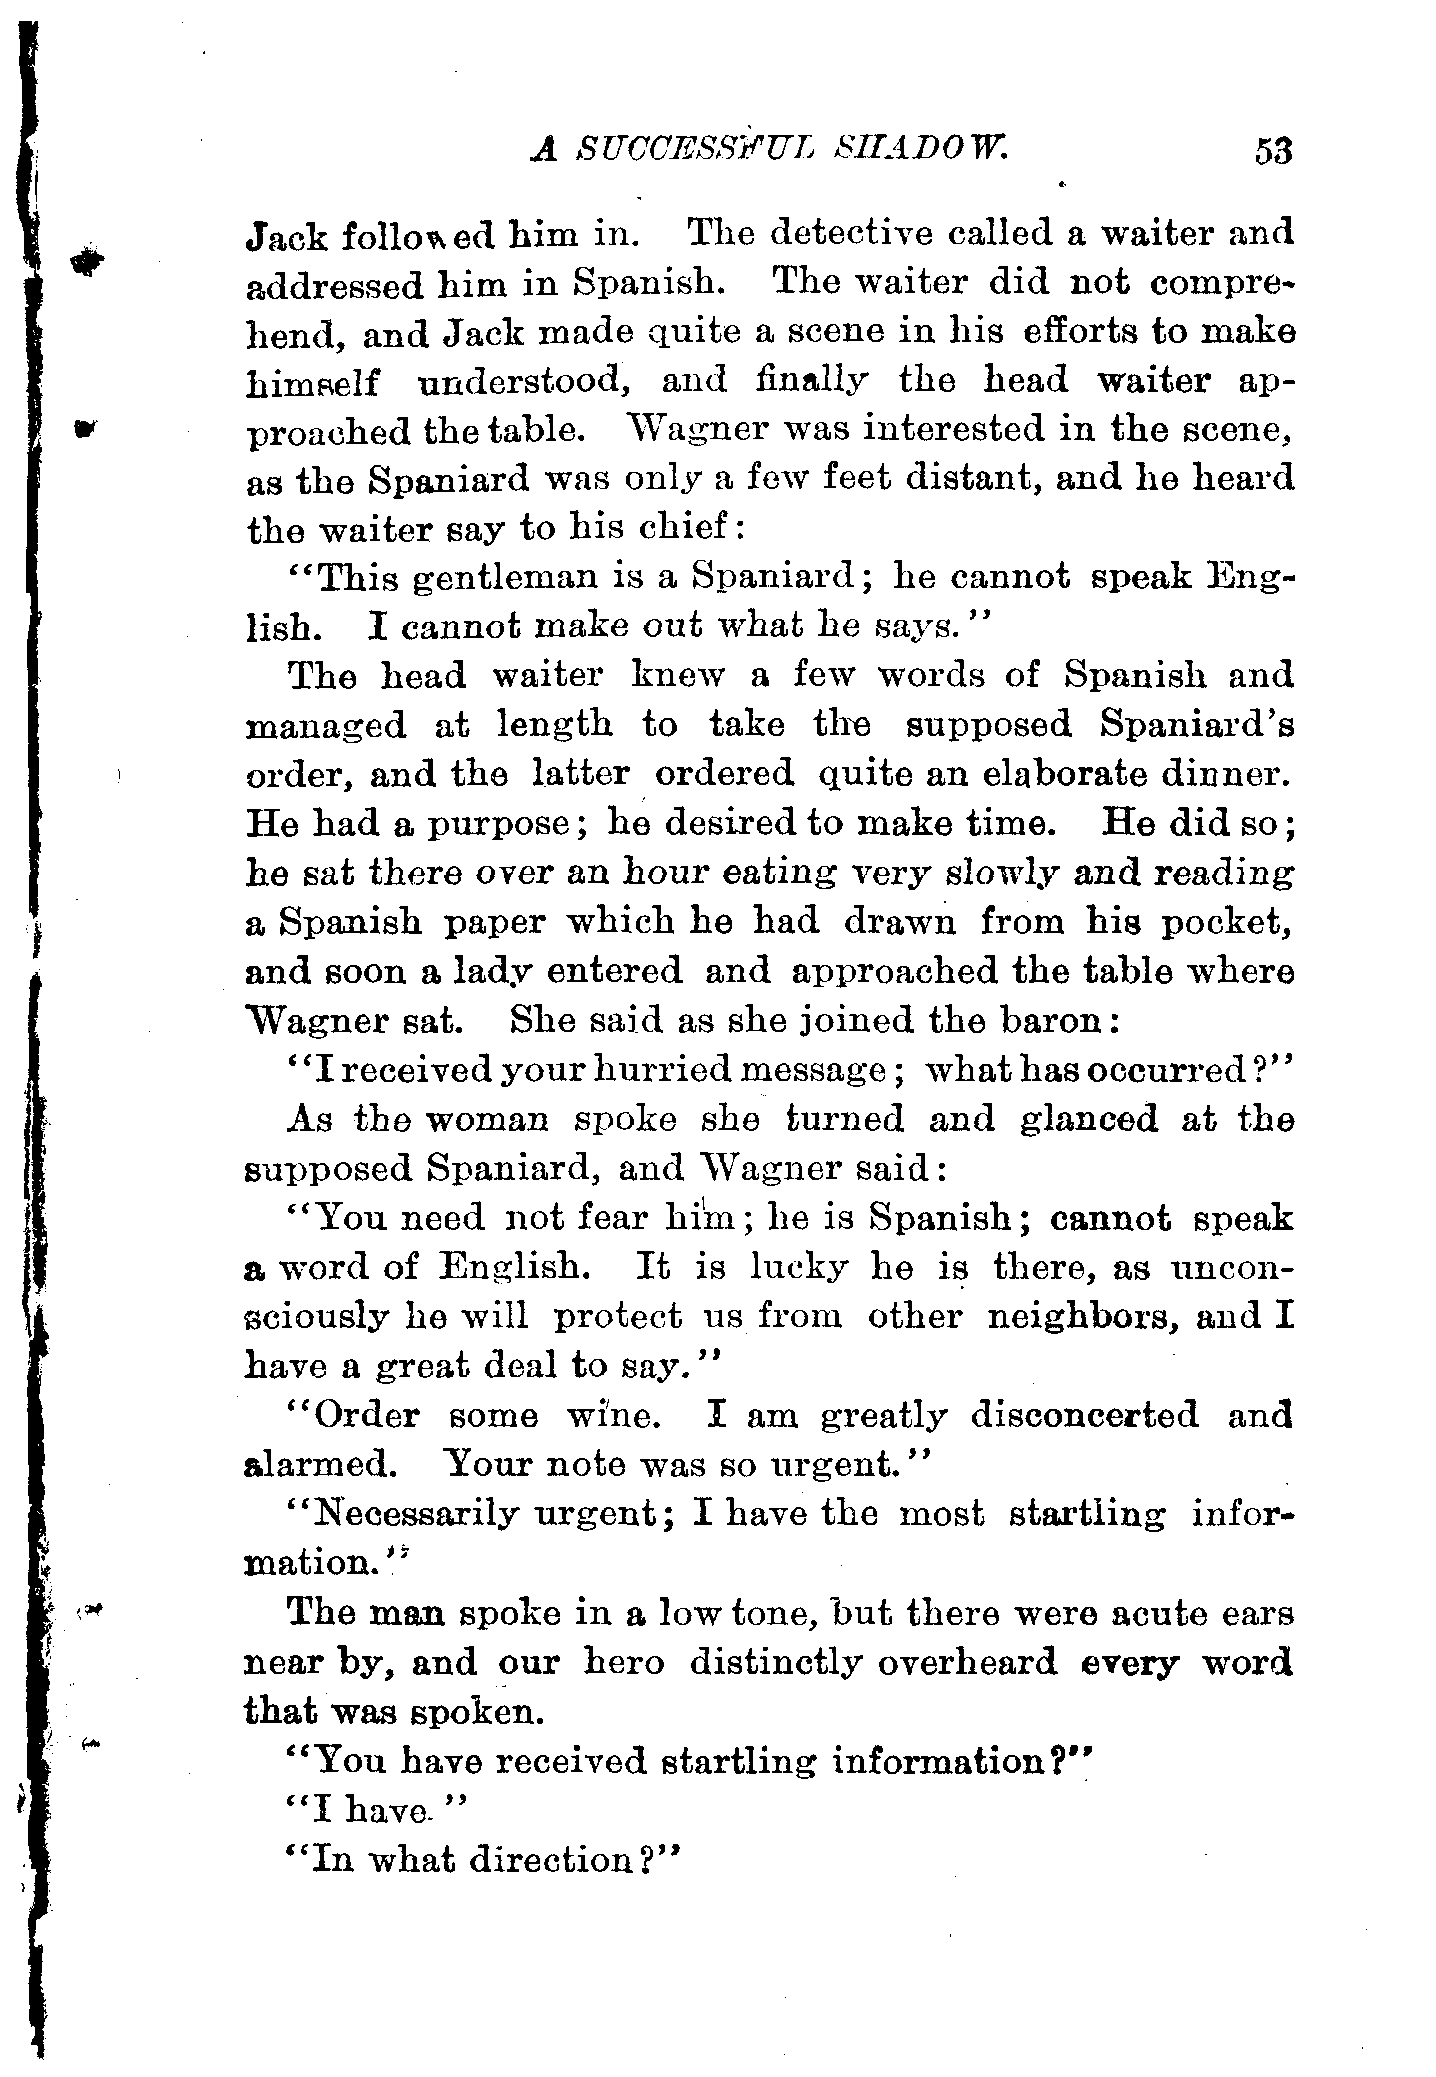 A SUCCESSFUL SHADOW. 53
Jack followed him in. The detective called a waiter and
addressed him in Spanish. The waiter did not compre-
hend, and Jack made quite a scene in his efforts to make
himself understood, and finally the head waiter ap-
proached the table. Wagner was interested in the scene,
as the Spaniard was only a few feet distant, and he heard
the waiter say to his chief:
"This gentleman is a Spaniard; he cannot speak Eng-
lish. I cannot make out what he says."
The head waiter knew a few words of Spanish and
managed at length to take the supposed Spaniard's
order, and the latter ordered quite an elaborate dinner.
He had a purpose; he desired to make time. He did so;
he sat there over an hour eating very slowly and reading
a Spanish paper which he had drawn from his pocket,
and soon a lady entered and approached the table where
Wagner sat. She said as she joined the baron:
"I received your hurried message; what has occurred?"
As the woman spoke she turned and glanced at the
supposed Spaniard, and Wagner said:
"You need not fear him; he is Spanish; cannot speak
a word of English. It is lucky he is there, as uncon-
sciously he will protect us from other neighbors, and I
have a great deal to say."
"Order some wine. I am greatly disconcerted and
alarmed. Your note was so urgent."
"Necessarily urgent; I have the most startling infor-
mation."
The man spoke in a low tone, but there were acute ears
near by, and our hero distinctly overheard every word
that was spoken.
"You have received startling information?"
"I have."
"In what direction?"